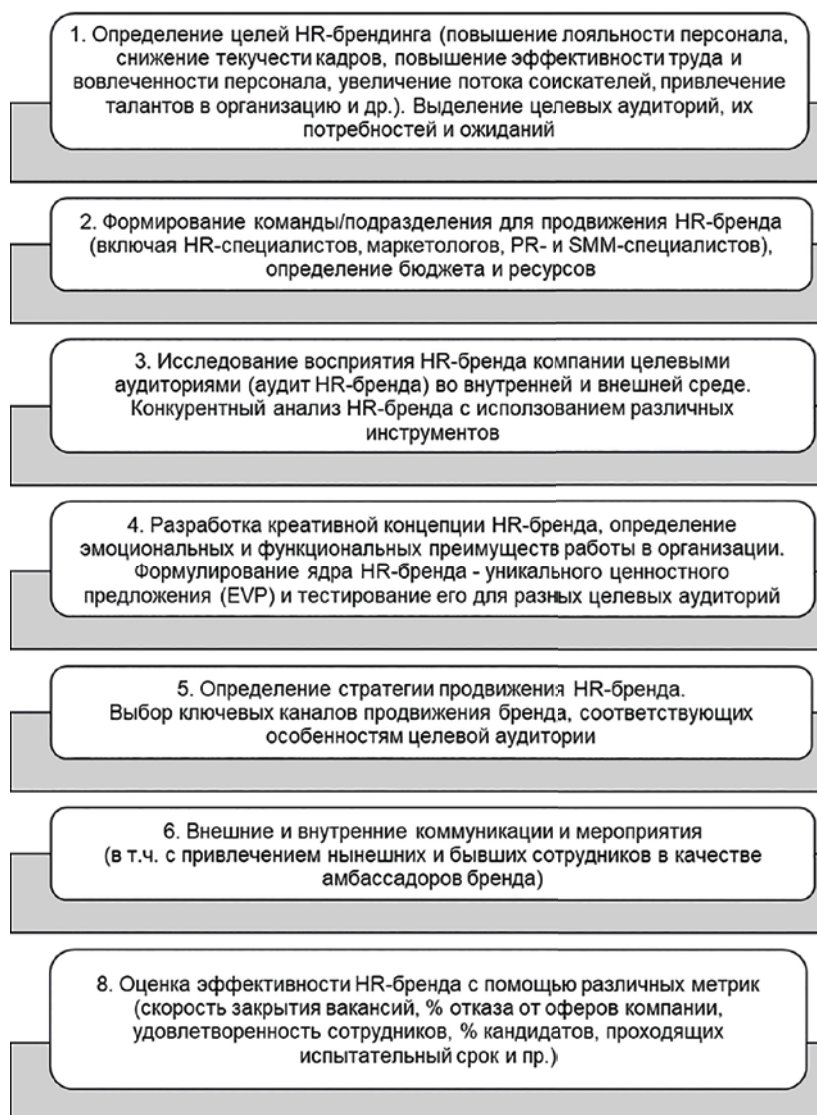 1. Определение целей HR-брендинга (повышение лояльности персонала,
снижение текучести кадров, повышение эффективности труда и
вовлеченности персонала, увеличение потока соискателей, привлечение
талантов в организацию и др.). Выделение целевых аудиторий, их
потребностей и ожиданий
2. Формирование команды/подразделения для продвижения HR-бренда
(включая HR-специалистов, маркетологов, PR- и SMM-специалистов),
определение бюджета и ресурсов
3. Исследование восприятия HR-бренда компании целевыми
аудиториями (аудит HR-бренда) во внутренней и внешней среде.
Конкурентный анализ HR-бренда с исползованием различных
инструментов
4. Разработка креативной концепции HR-бренда, определение
эмоциональных и функциональных преимуществ работы в организации.
Формулирование ядра HR-бренда - уникального ценностного
предложения (EVP) и тестирование его для разных целевых аудиторий
5. Определение стратегии продвижения HR-бренда.
Выбор ключевых каналов продвижения бренда, соответствующих
особенностям целевой аудитории
6. Внешние и внутренние коммуникации и мероприятия
(в т.ч. с привлечением нынешних и бывших сотрудников в качестве
амбассадоров бренда)
8. Оценка эффективности HR-бренда с помощью различных метрик
(скорость закрытия вакансий, % отказа от оферов компании,
удовлетворенность сотрудников, % кандидатов, проходящих
испытательный срок и пр.)